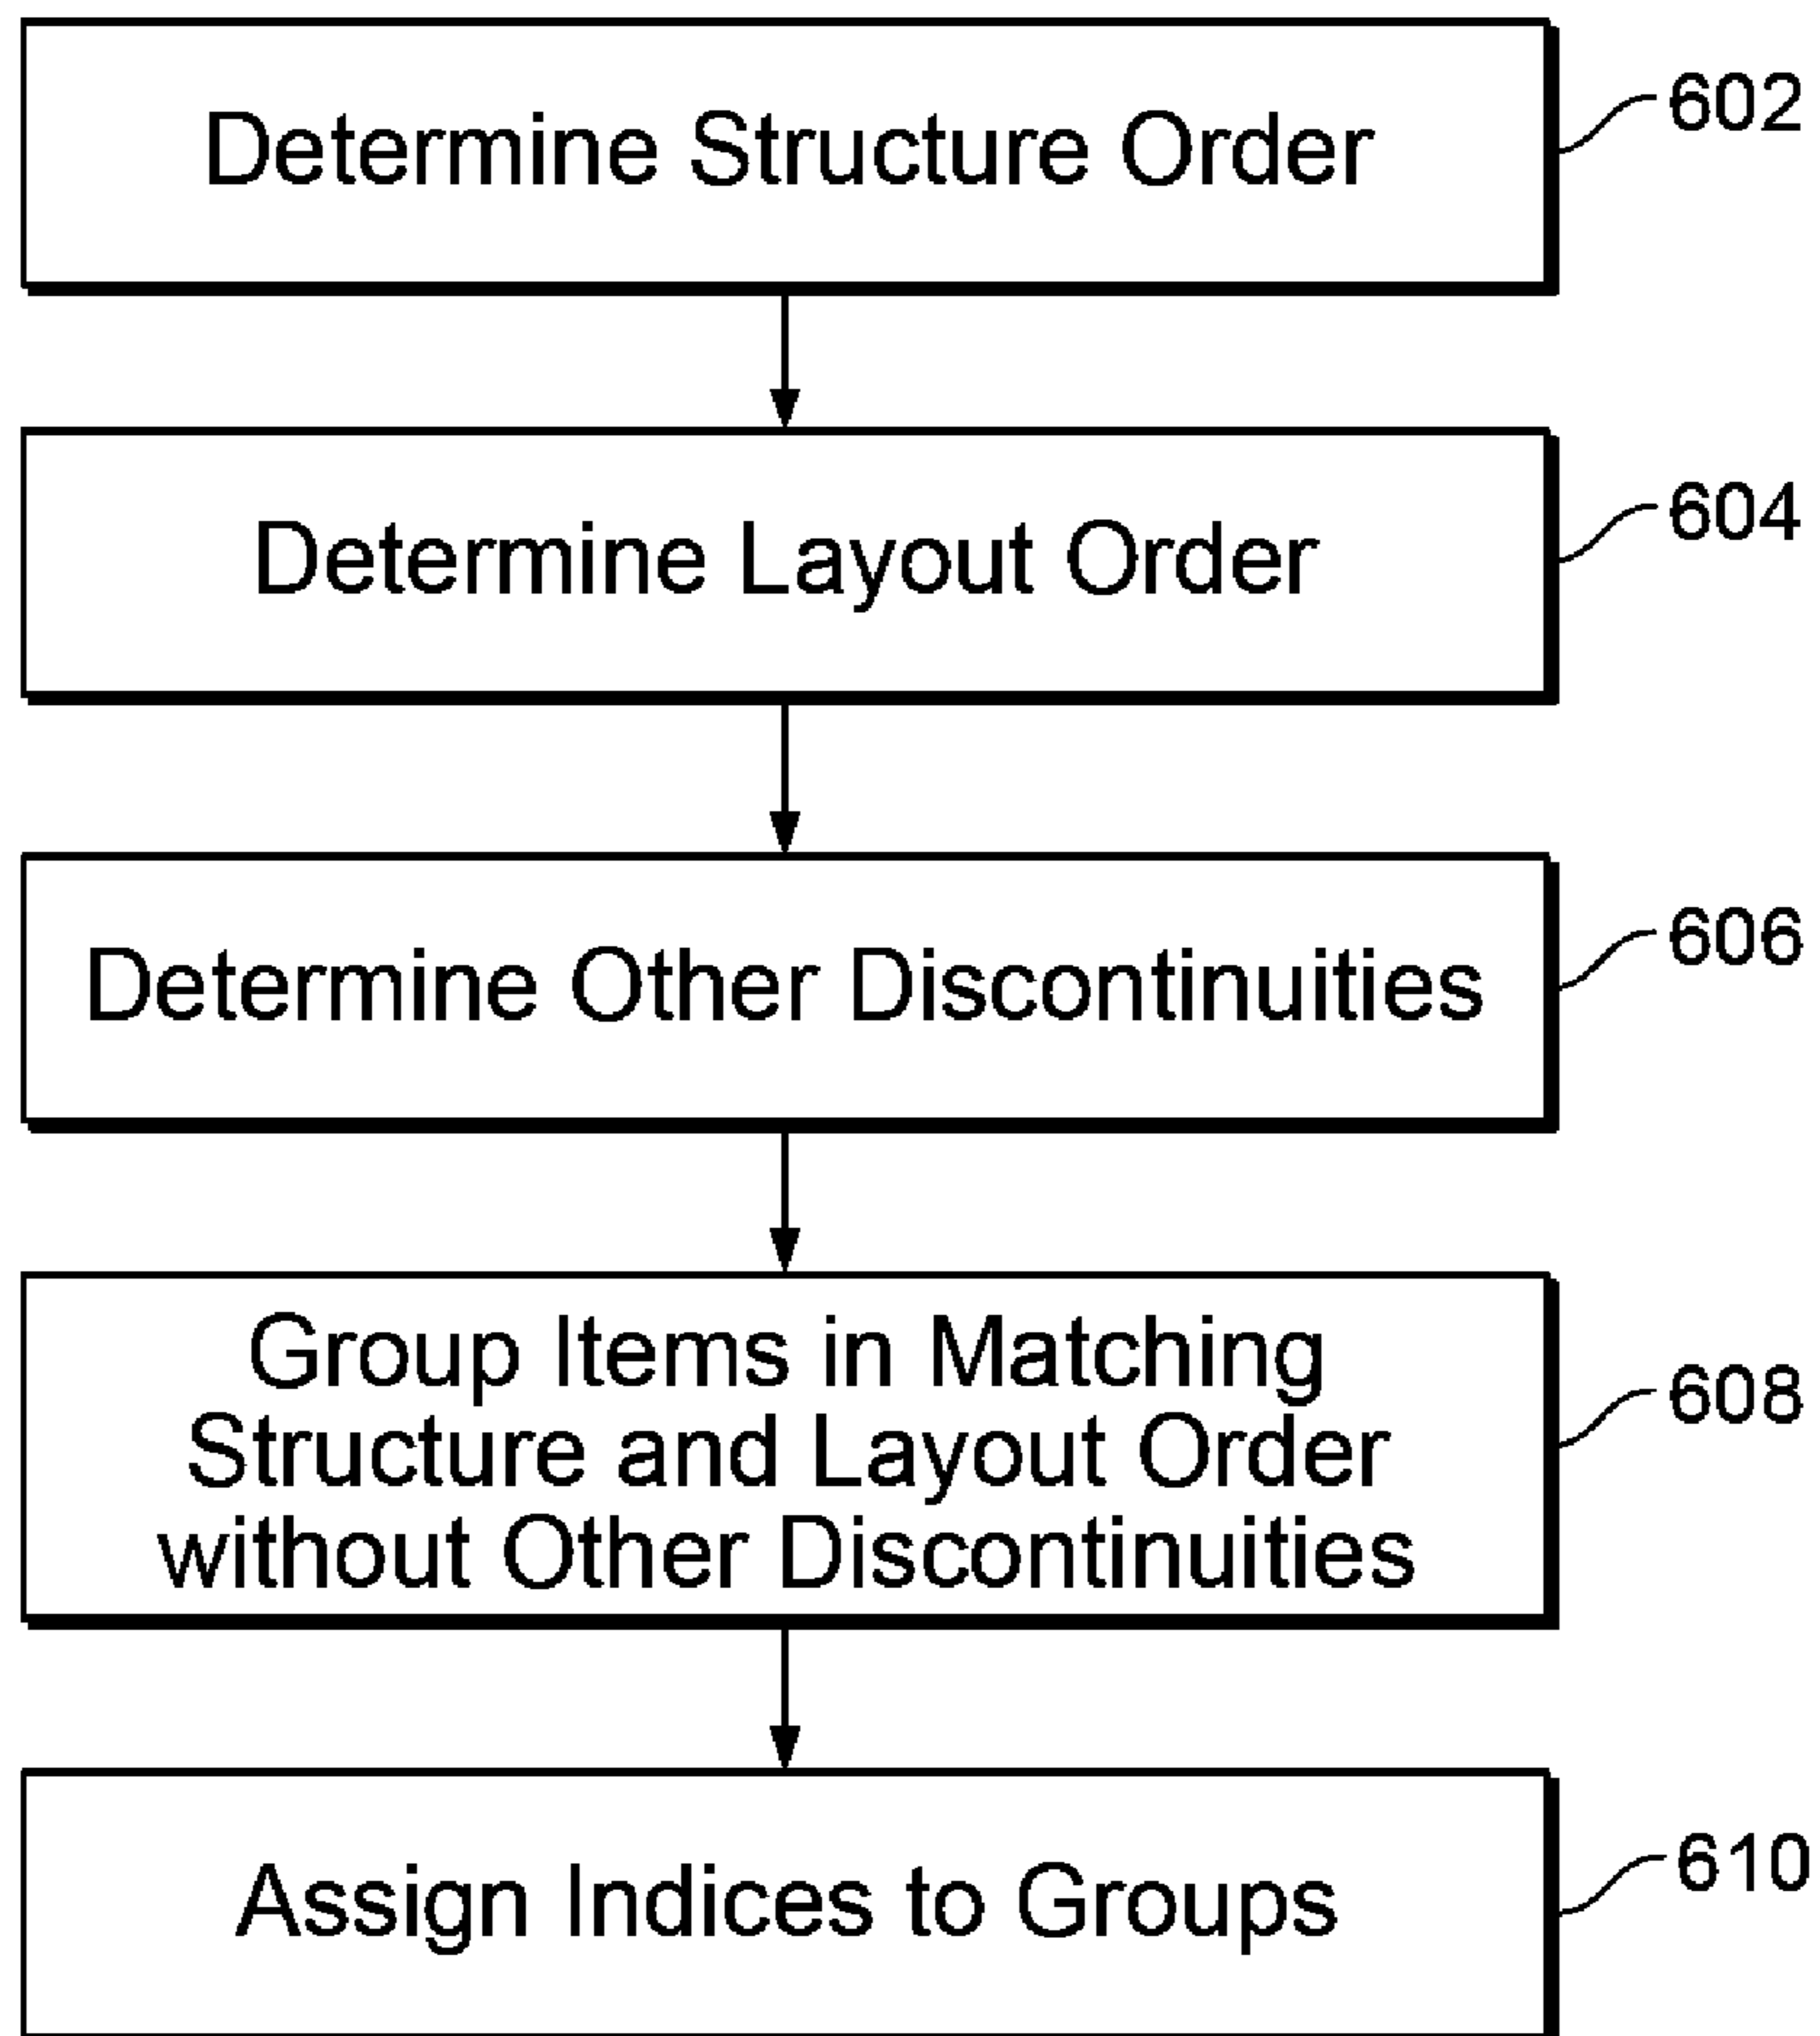 Determine Structure Order
602
Determine Layout Order
604
Determine Other Discontinuities
606
Group Items in Matching
Structure and Layout Order
without Other Discontinuities
608
Assign Indices to Groups
610